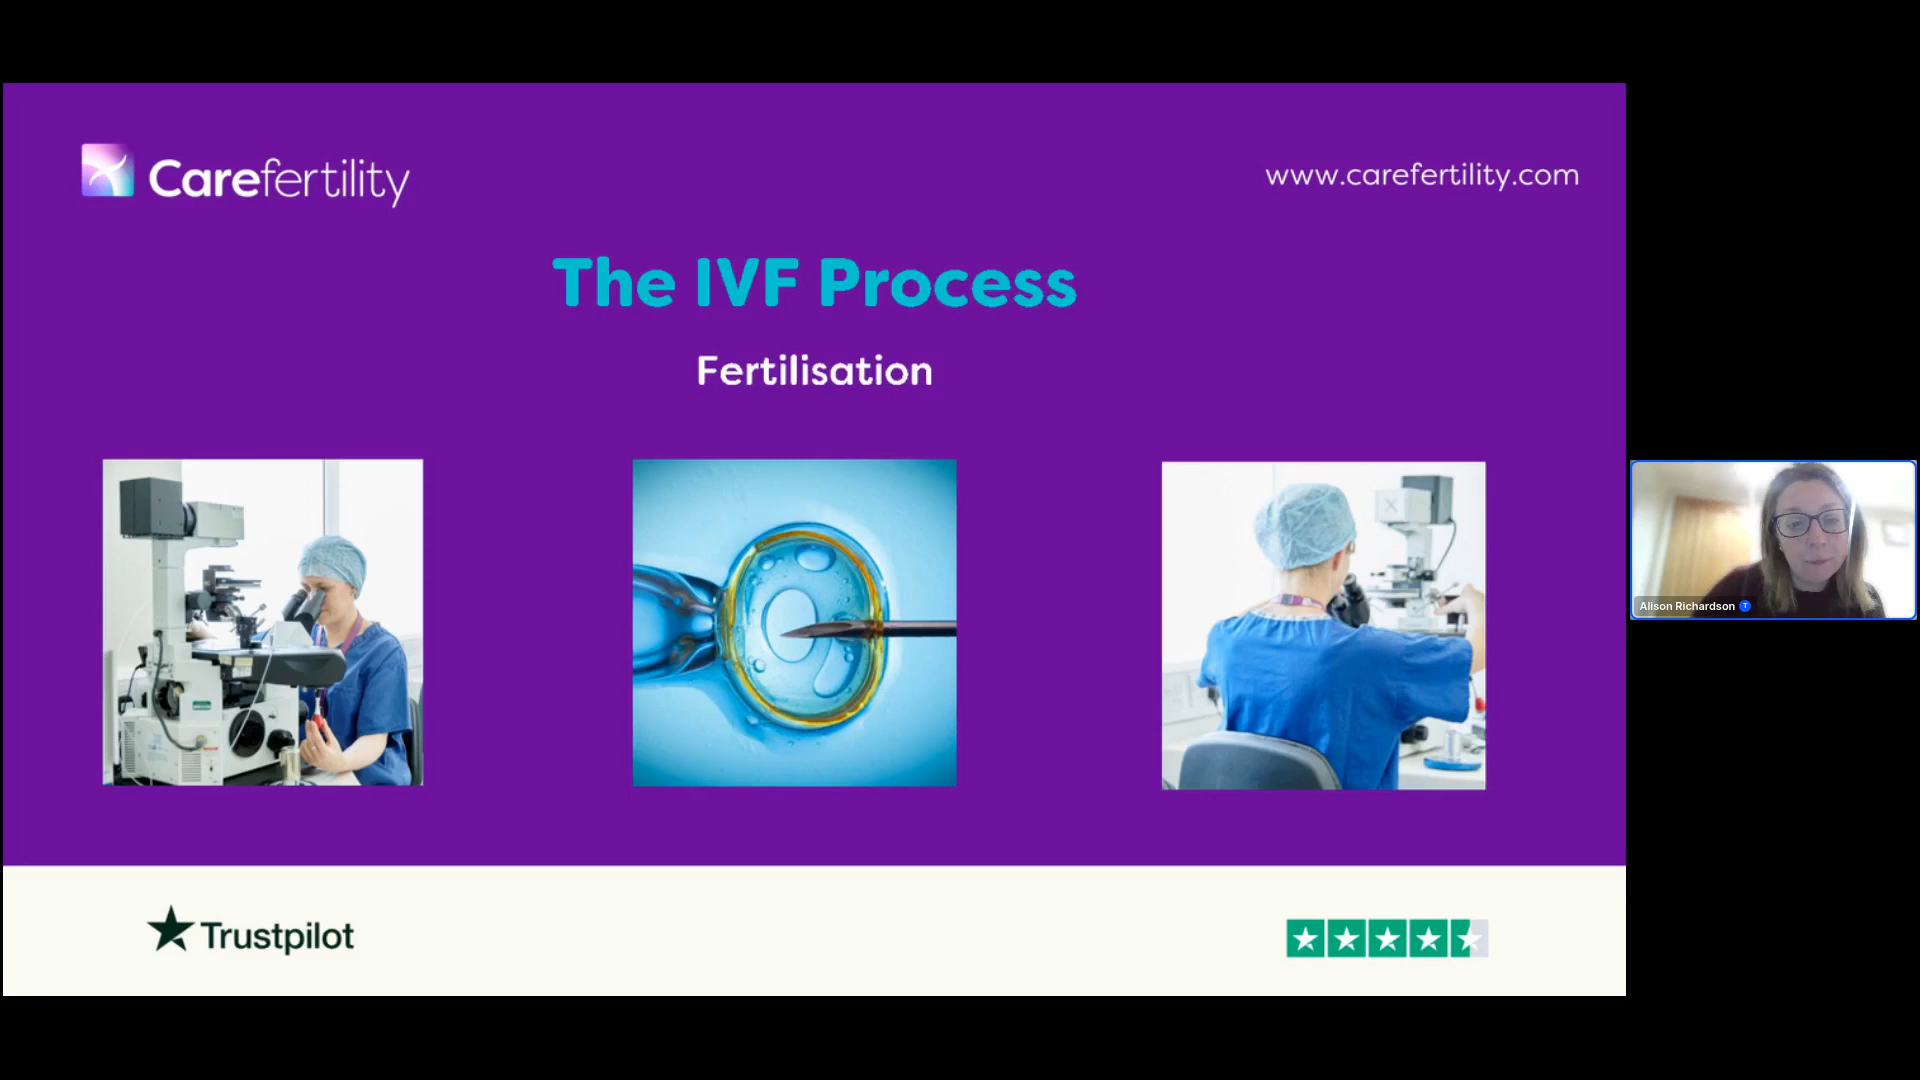 Carefertility
www.carefertility.com
The IVF Process
Fertilisation
Alison Richardson T
Trustpilot